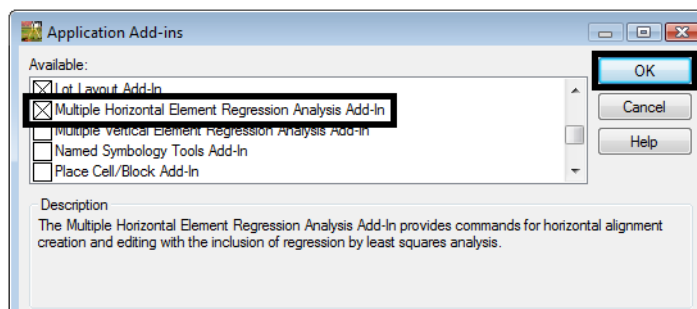 Application Add-ins
Available:
Lot Layout Add-In
Multiple Horizontal Element Regression Analysis Add-In
Multiple Vertical Element Regression Analysis Add-In
Named Symbology Tools Add-In
Place Cell/Block Add-In
OK
Cancel
Help
Description
The Multiple Horizontal Element Regression Analysis Add-In provides commands for horizontal alignment
creation and editing with the inclusion of regression by least squares analysis.